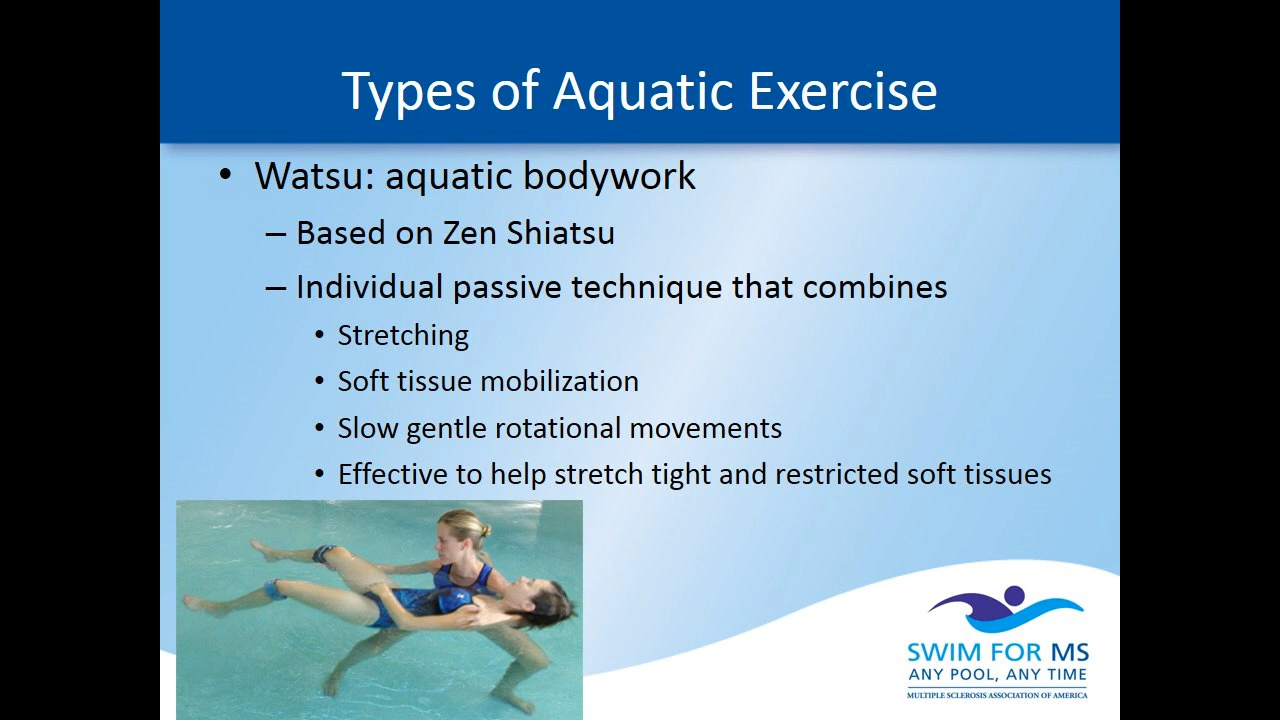 Types of Aquatic Exercise
• Watsu: aquatic bodywork
– Based on Zen Shiatsu
– Individual passive technique that combines
• Stretching
• Soft tissue mobilization
• Slow gentle rotational movements
• Effective to help stretch tight and restricted soft tissues
SWIM FOR MS
ANY POOL, ANY TIME
MULTIPLE SCLEROSIS ASSOCIATION OF AMERICA